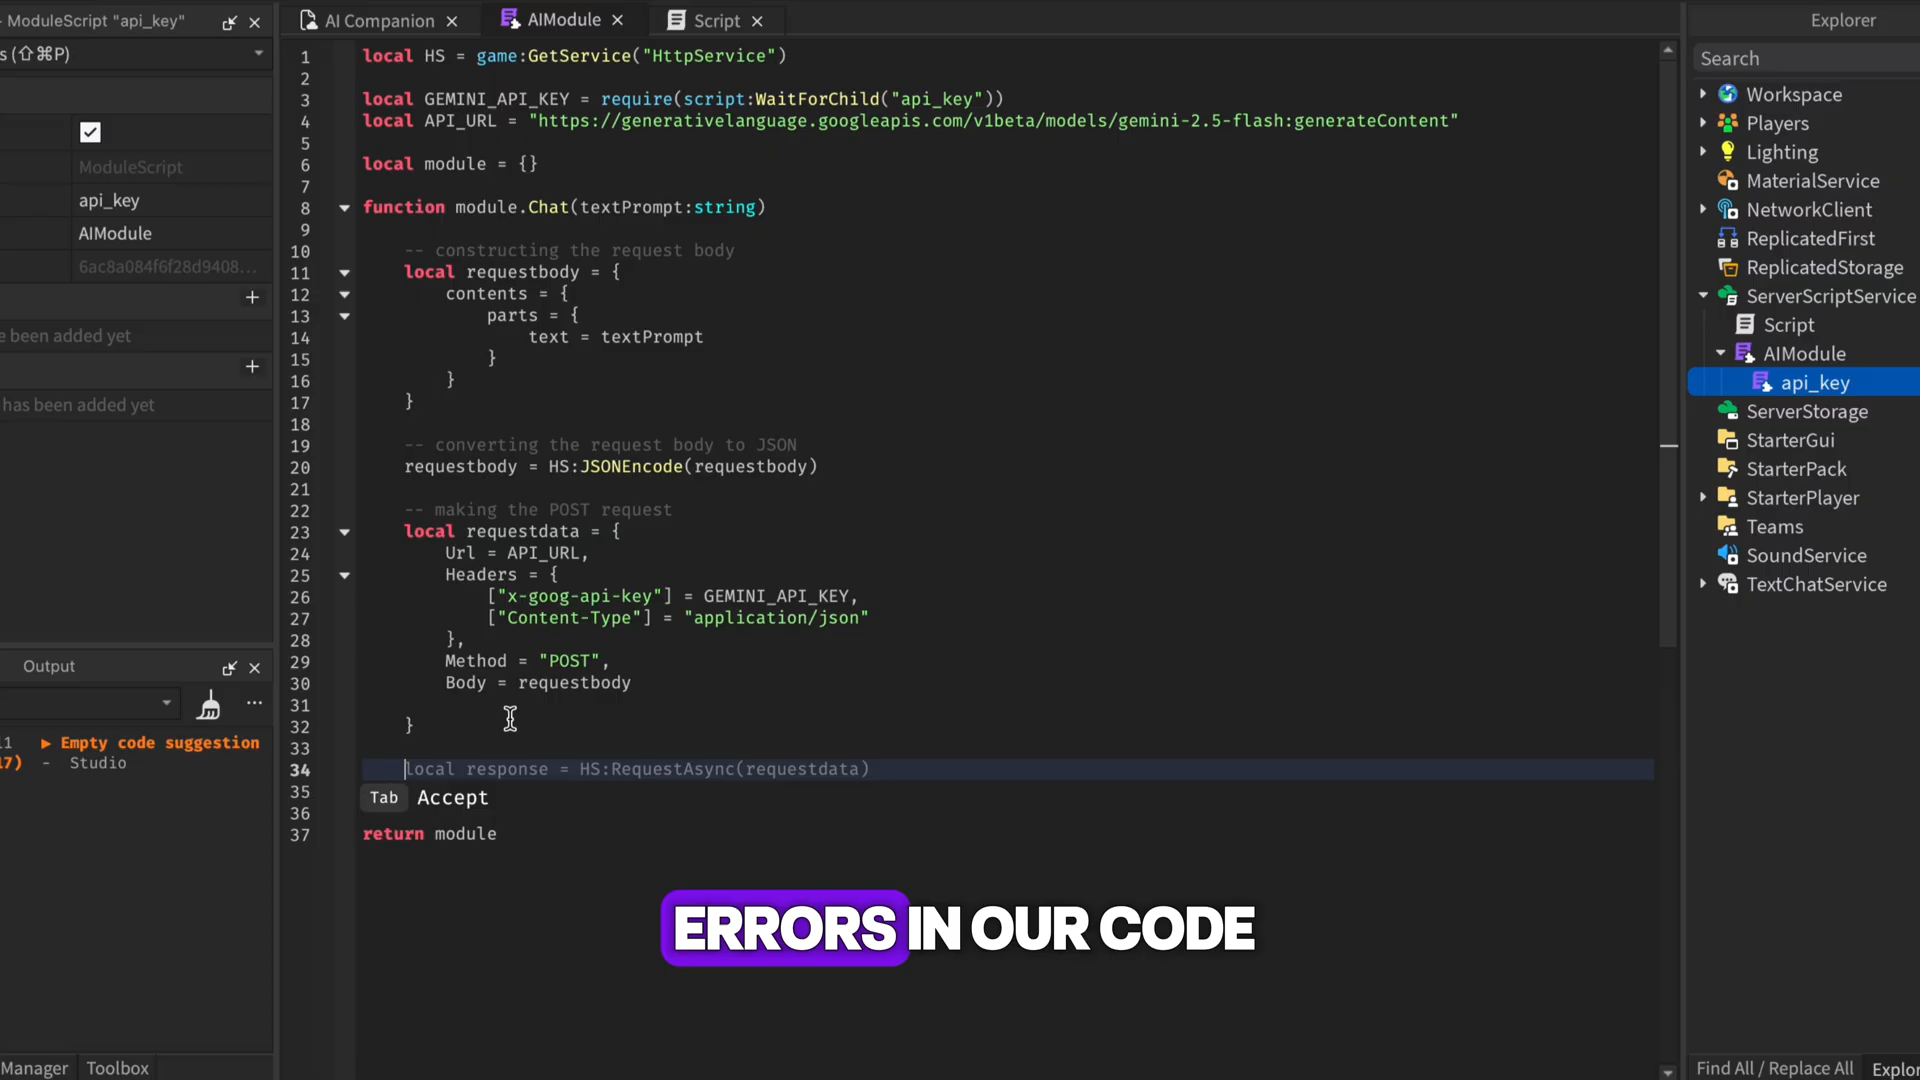 ModuleScript "api_key"
s (⇧⌘P)
ModuleScript
api_key
AIModule
6ac8a084f6f28d9408...
e been added yet
has been added yet
Output
11 ▶ Empty code suggestion
17) - Studio
Manager
Toolbox
AI Companion
AIModule
Script
1 local HS = game:GetService("HttpService")
2
3 local GEMINI_API_KEY = require(script:WaitForChild("api_key"))
4 local API_URL = "https://generativelanguage.googleapis.com/v1beta/models/gemini-2.5-flash:generateContent"
5
6 local module = {}
7
8 function module.Chat(textPrompt:string)
9
10 -- constructing the request body
11 local requestbody = {
12 contents = {
13 parts = {
14 text = textPrompt
15 }
16 }
17 }
18
19 -- converting the request body to JSON
20 requestbody = HS:JSONEncode(requestbody)
21
22 -- making the POST request
23 local requestdata = {
24 Url = API_URL,
25 Headers = {
26 ["x-goog-api-key"] = GEMINI_API_KEY,
27 ["Content-Type"] = "application/json"
28 },
29 Method = "POST",
30 Body = requestbody
31
32 }
33
34 local response = HS:RequestAsync(requestdata)
35 Tab Accept
36
37 return module
ERRORS IN OUR CODE
Explorer
Search
Workspace
Players
Lighting
MaterialService
NetworkClient
ReplicatedFirst
ReplicatedStorage
ServerScriptService
Script
AIModule
api_key
ServerStorage
StarterGui
StarterPack
StarterPlayer
Teams
SoundService
TextChatService
Find All / Replace All
Explor